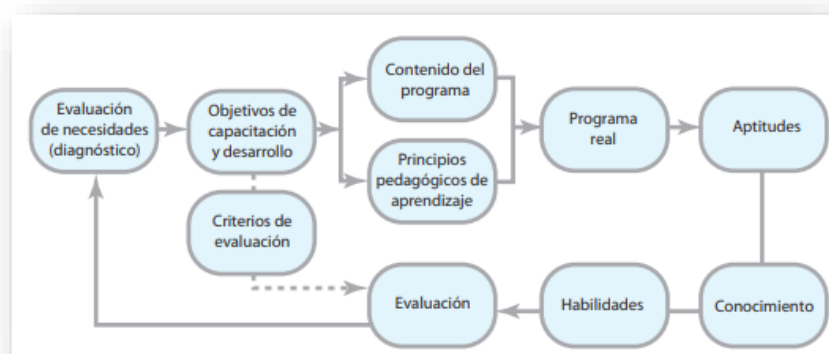 Evaluación
de necesidades
(diagnóstico)
Objetivos de
capacitación
y desarrollo
Contenido del
programa
Principios
pedagógicos de
aprendizaje
Programa
real
Aptitudes
Criterios de
evaluación
Evaluación
Habilidades
Conocimiento